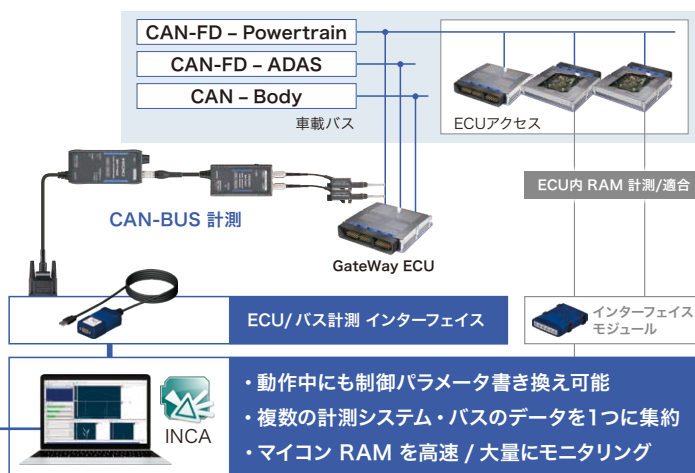 CAN-FD – Powertrain
CAN-FD – ADAS
CAN – Body
車載バス
ECUアクセス
CAN-BUS 計測
ECU内 RAM 計測/適合
GateWay ECU
ECU/バス計測 インターフェイス
インターフェイス
モジュール
INCA
・動作中にも制御パラメータ書き換え可能
・複数の計測システム・バスのデータを1つに集約
・マイコン RAM を高速 / 大量にモニタリング